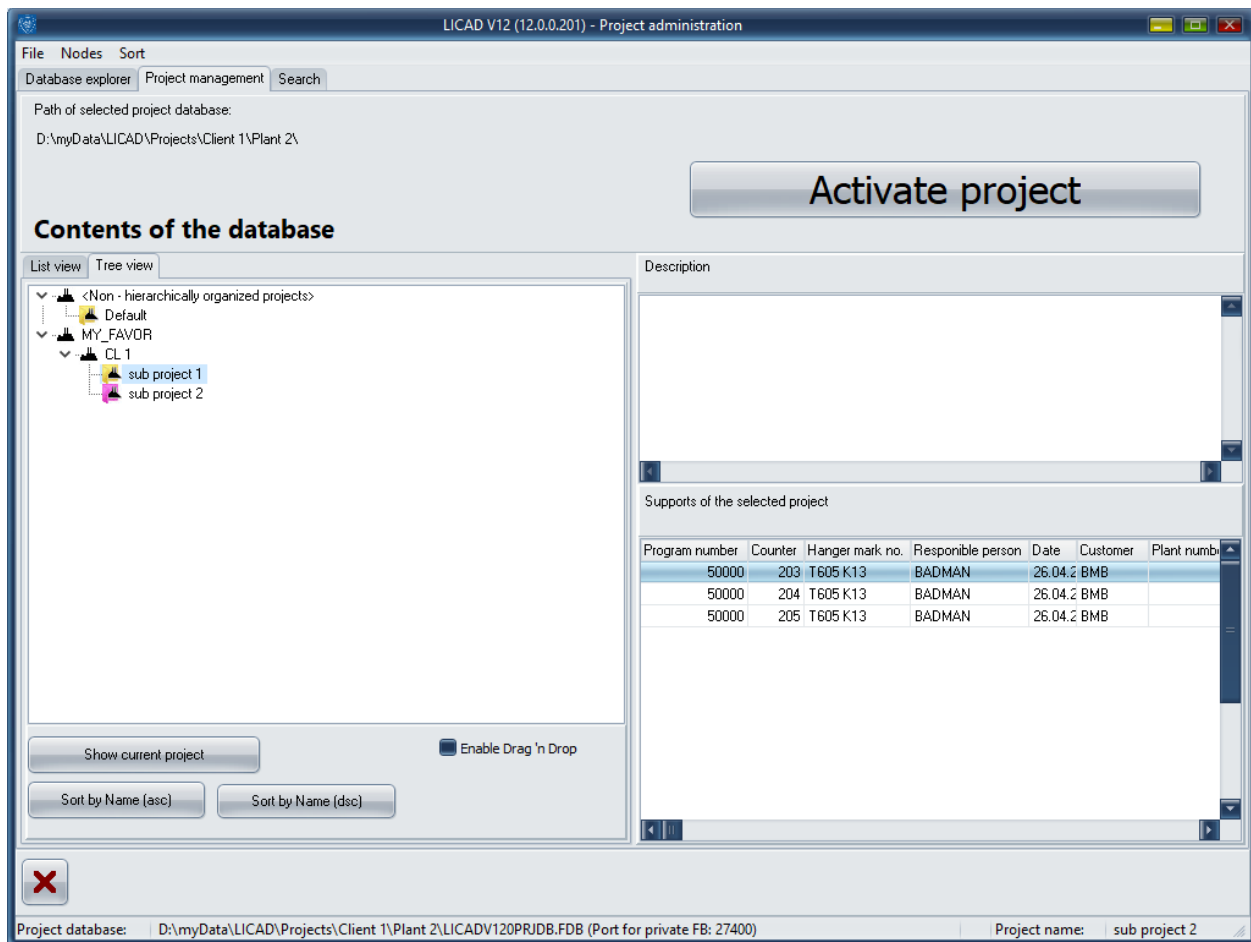 LICAD V12 (12.0.0.201) - Project administration
File Nodes Sort
Database explorer Project management Search
Path of selected project database:
D:\myData\LICAD\Projects\Client 1\Plant 2\
Activate project
Contents of the database
List view Tree view
Description
<Non - hierarchically organized projects>
Default
MY_FAVOR
CL 1
sub project 1
sub project 2
Supports of the selected project
Program number Counter Hanger mark no. Responible person Date Customer Plant numb
50000 203 T605 K13 BADMAN 26.04.2 BMB
50000 204 T605 K13 BADMAN 26.04.2 BMB
50000 205 T605 K13 BADMAN 26.04.2 BMB
Show current project
Enable Drag 'n Drop
Sort by Name (asc) Sort by Name (dsc)
Project database: D:\myData\LICAD\Projects\Client 1\Plant 2\LICADV120PRJDB.FDB (Port for private FB: 27400) Project name: sub project 2